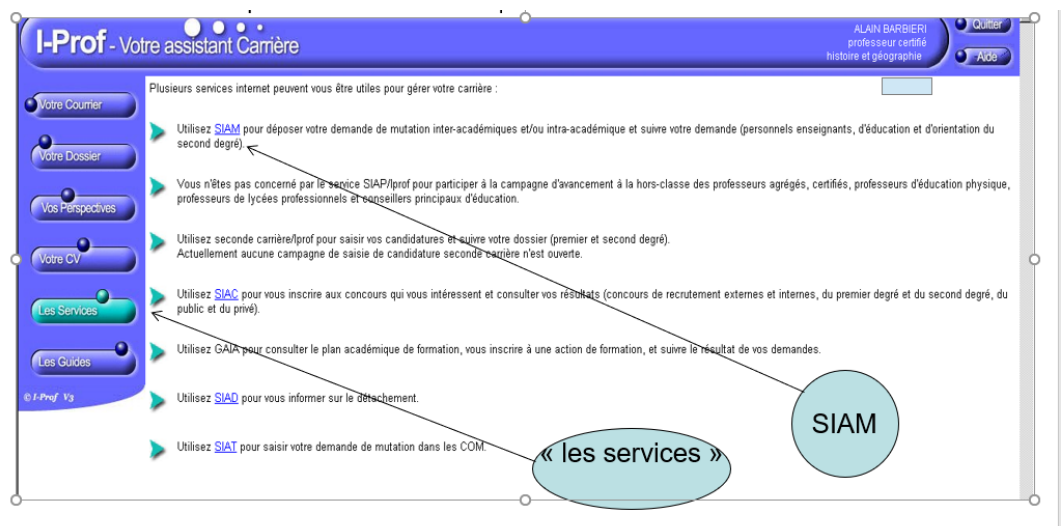 I-Prof - Votre assistant Carrière
ALAIN BARBIERI
professeur certifié
histoire et géographie
Quitter
Aide
Votre Courrier
Votre Dossier
Vos Perspectives
Votre CV
Les Services
Les Guides
© I-Prof V3
Plusieurs services internet peuvent vous être utiles pour gérer votre carrière :
Utilisez SIAM pour déposer votre demande de mutation inter-académiques et/ou intra-académique et suivre votre demande (personnels enseignants, d'éducation et d'orientation du
second degré).
Vous n'êtes pas concerné par le service SIAP/Iprof pour participer à la campagne d'avancement à la hors-classe des professeurs agrégés, certifiés, professeurs d'éducation physique,
professeurs de lycées professionnels et conseillers principaux d'éducation.
Utilisez seconde carrière/Iprof pour saisir vos candidatures et suivre votre dossier (premier et second degré).
Actuellement aucune campagne de saisie de candidature seconde carrière n'est ouverte.
Utilisez SIAC pour vous inscrire aux concours qui vous intéressent et consulter vos résultats (concours de recrutement externes et internes, du premier degré et du second degré, du
public et du privé).
Utilisez GAIA pour consulter le plan académique de formation, vous inscrire à une action de formation, et suivre le résultat de vos demandes.
Utilisez SIAD pour vous informer sur le détachement.
Utilisez SIAT pour saisir votre demande de mutation dans les COM.
SIAM
« les services »